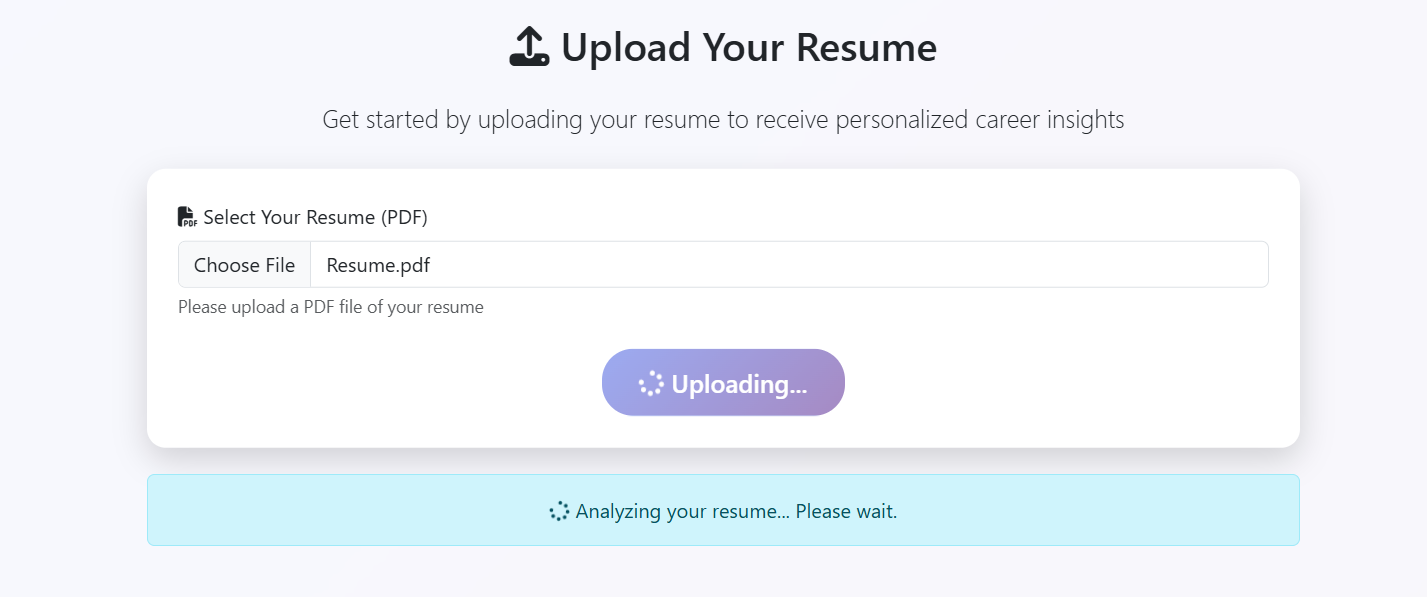 Upload Your Resume
Get started by uploading your resume to receive personalized career insights
PDF Select Your Resume (PDF)
Choose File Resume.pdf
Please upload a PDF file of your resume
Uploading...
Analyzing your resume... Please wait.